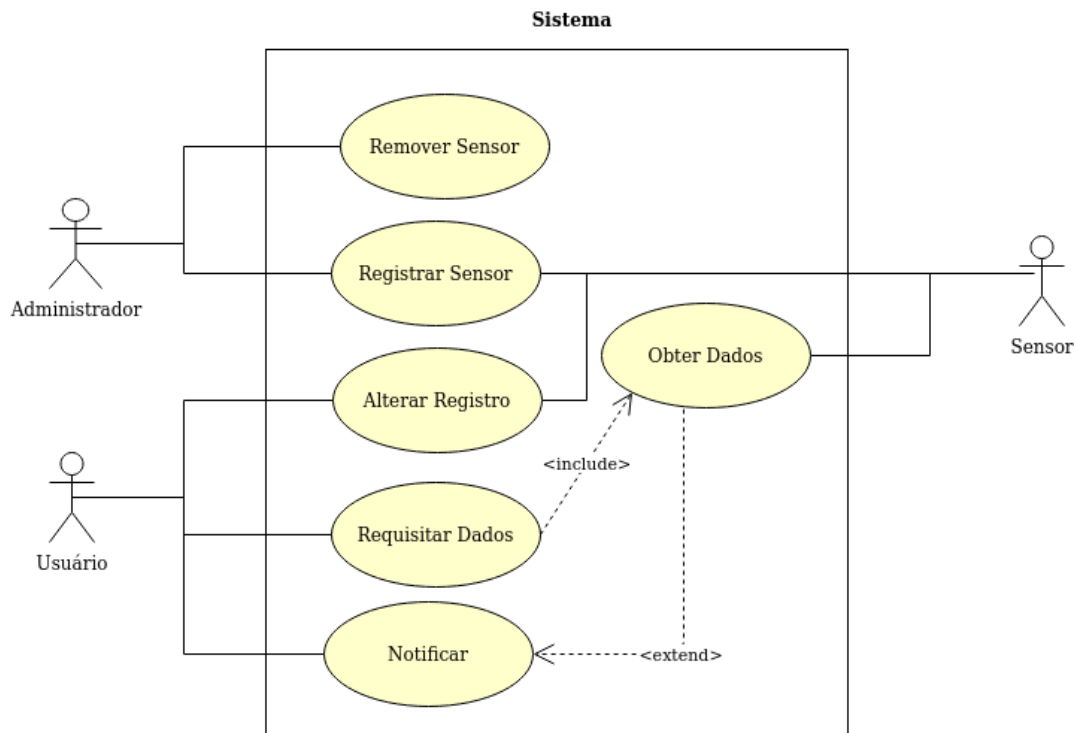 Sistema
Remover Sensor
Registrar Sensor
Administrador
Sensor
Obter Dados
Alterar Registro
<include>
Requisitar Dados
Usuário
Notificar
<extend>